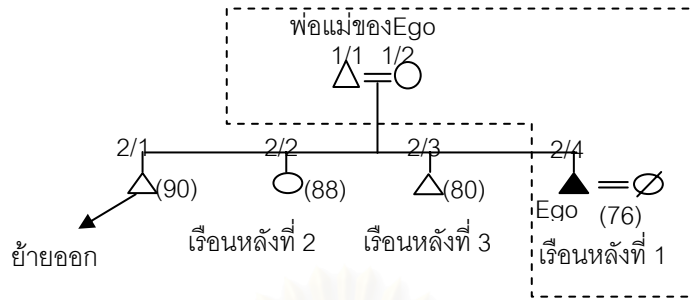 พ่อแม่ของEgo
1/1 1/2
2/1 2/2 2/3 2/4
(90) (88) (80)
Ego (76)
ย้ายออก เรือนหลังที่ 2 เรือนหลังที่ 3 เรือนหลังที่ 1